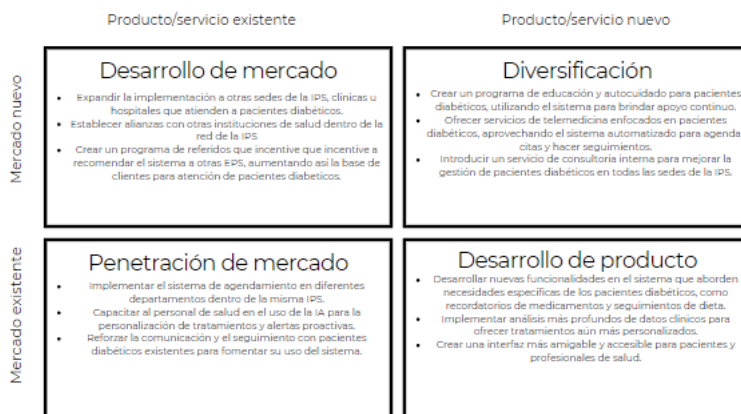 Producto/servicio existente
Producto/servicio nuevo
Mercado nuevo
Desarrollo de mercado
• Expandir la implementación a otras sedes de la IPS, clínicas u
hospitales que atienden a pacientes diabéticos.
• Establecer alianzas con otras instituciones de salud dentro de la
red de la IPS
• Crear un programa de referidos que incentive que incentive a
recomendar el sistema a otras EPS, aumentando así la base de
clientes para atención de pacientes diabeticos.
Diversificación
• Crear un programa de educación y autocuidado para pacientes
diabéticos, utilizando el sistema para brindar apoyo continuo.
• Ofrecer servicios de telemedicina enfocados en pacientes
diabéticos, aprovechando el sistema automatizado para agenda
citas y hacer seguimientos.
• Introducir un servicio de consultoría interna para mejorar la
gestión de pacientes diabéticos en todas las sedes de la IPS.
Mercado existente
Penetración de mercado
• Implementar el sistema de agendamiento en diferentes
departamentos dentro de la misma IPS.
• Capacitar al personal de salud en el uso de la IA para la
personalización de tratamientos y alertas proactivas.
• Reforzar la comunicación y el seguimiento con pacientes
diabéticos existentes para fomentar su uso del sistema.
Desarrollo de producto
• Desarrollar nuevas funcionalidades en el sistema que aborden
necesidades específicas de los pacientes diabéticos, como
recordatorios de medicamentos y seguimientos de dieta.
• Implementar análisis más profundos de datos clínicos para
ofrecer tratamientos aún más personalizados.
• Crear una interfaz más amigable y accesible para pacientes y
profesionales de salud.